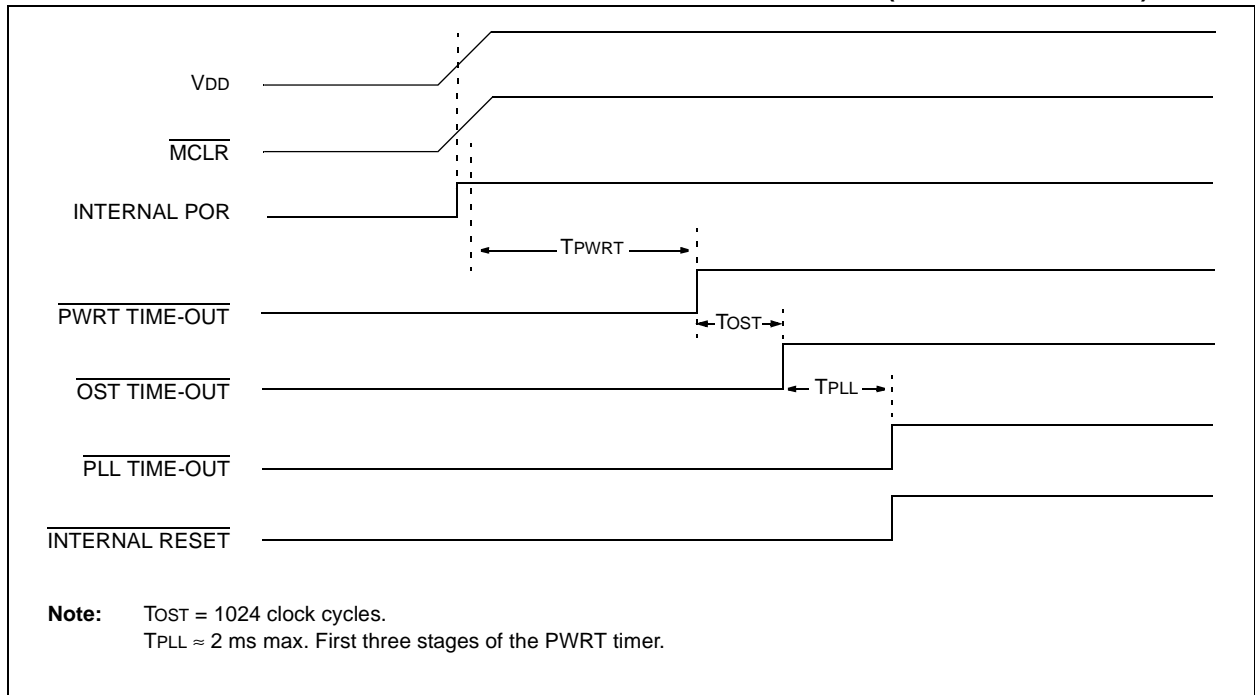 VDD
MCLR
INTERNAL POR
TPWRT
PWRT TIME-OUT
TOST
OST TIME-OUT
TPLL
PLL TIME-OUT
INTERNAL RESET
Note: TOST = 1024 clock cycles.
TPLL ≈ 2 ms max. First three stages of the PWRT timer.